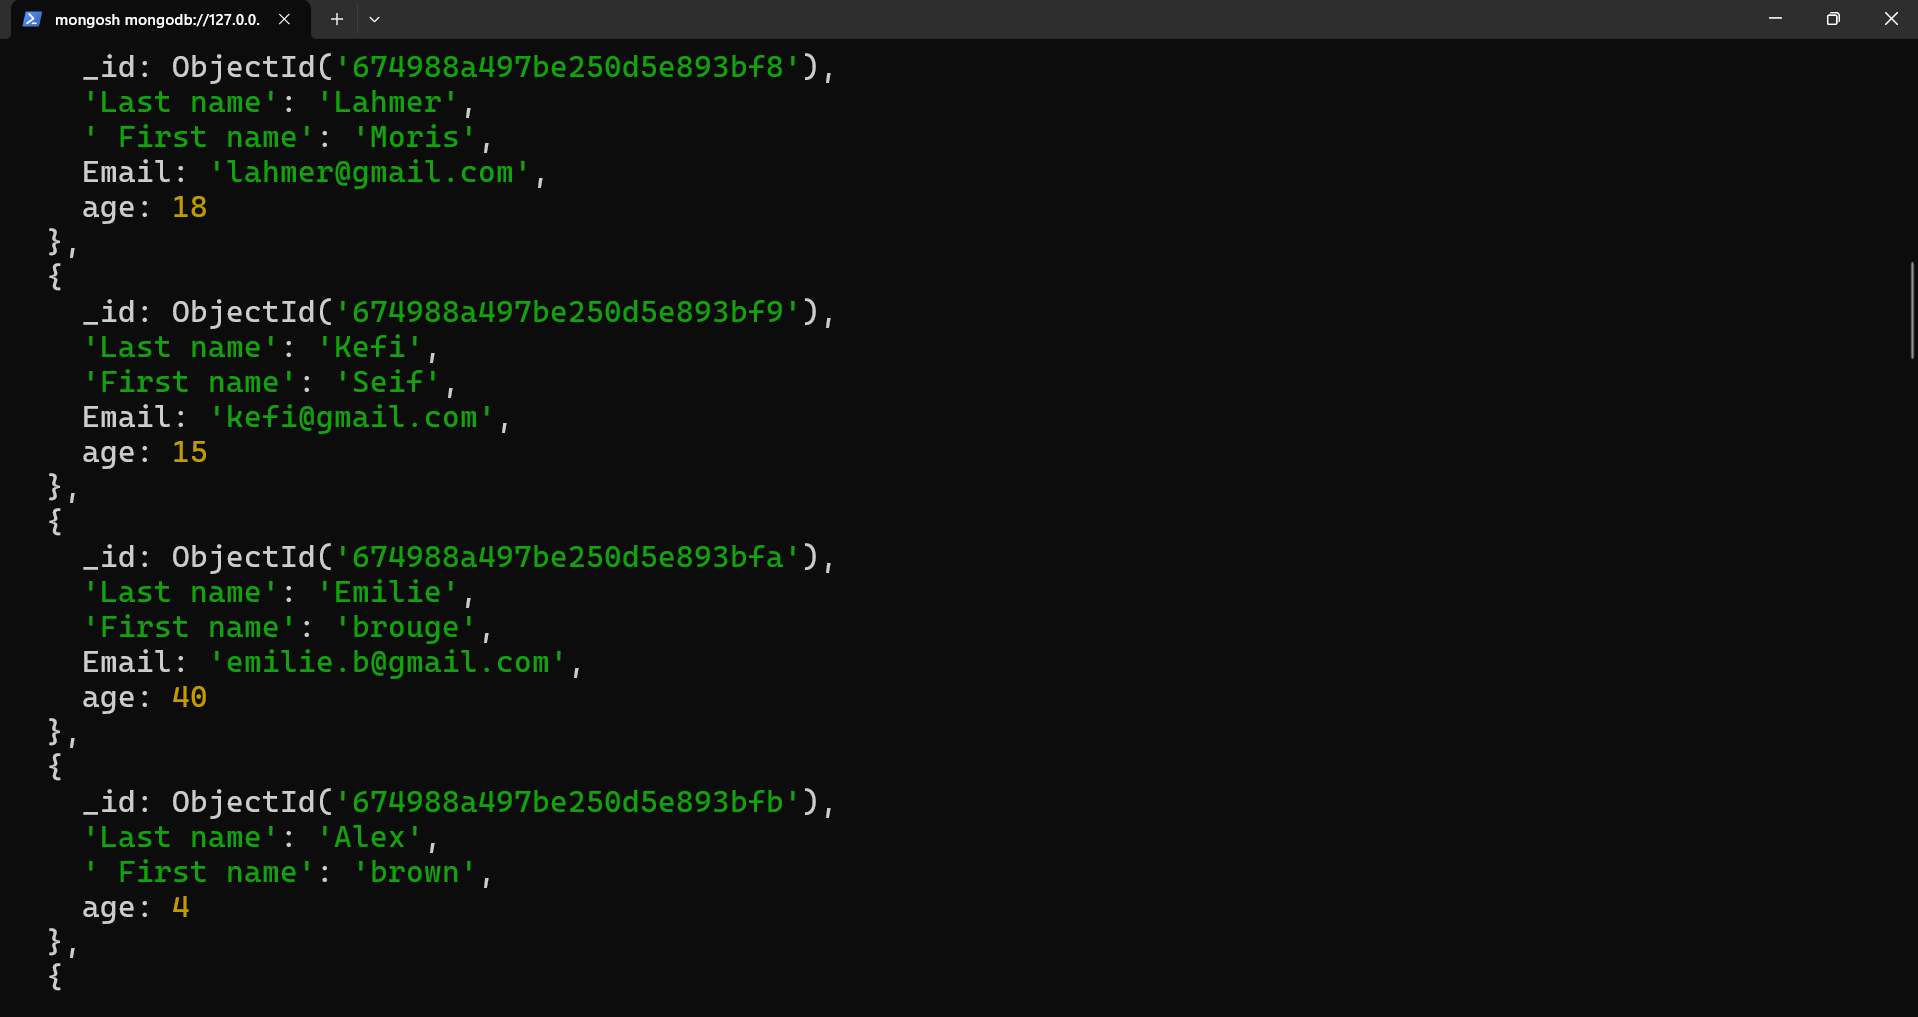 mongosh mongodb://127.0.0.
_id: ObjectId('674988a497be250d5e893bf8'),
'Last name': 'Lahmer',
' First name': 'Moris',
Email: 'lahmer@gmail.com',
age: 18
},
{
_id: ObjectId('674988a497be250d5e893bf9'),
'Last name': 'Kefi',
'First name': 'Seif',
Email: 'kefi@gmail.com',
age: 15
},
{
_id: ObjectId('674988a497be250d5e893bfa'),
'Last name': 'Emilie',
'First name': 'brouge',
Email: 'emilie.b@gmail.com',
age: 40
},
{
_id: ObjectId('674988a497be250d5e893bfb'),
'Last name': 'Alex',
' First name': 'brown',
age: 4
},
{